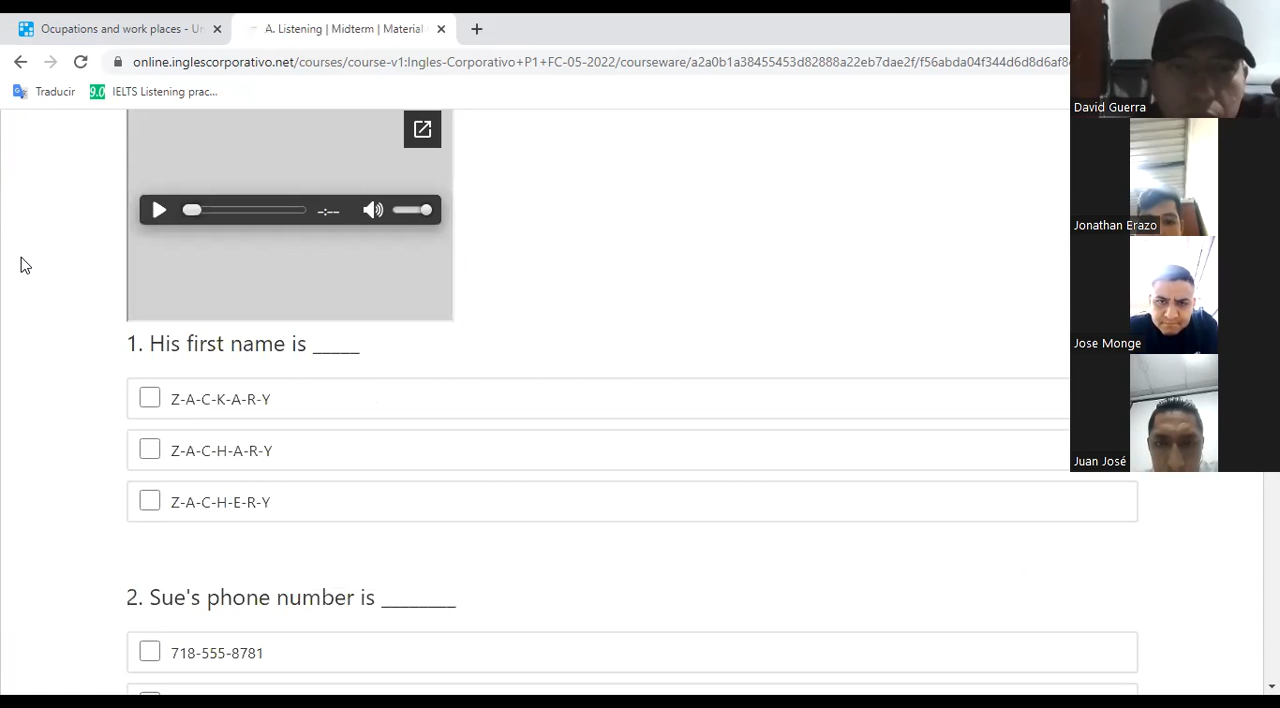 Ocupations and work places - Ur
A. Listening | Midterm | Material
online.inglescorporativo.net/courses/course-v1:Ingles-Corporativo+P1+FC-05-2022/courseware/a2a0b1a38455453d82888a22eb7dae2f/f56abda04f344d6d8d6af8
Traducir
9.0 IELTS Listening prac...
David Guerra
Jonathan Erazo
Jose Monge
Juan José
-:--
1. His first name is _____
Z-A-C-K-A-R-Y
Z-A-C-H-A-R-Y
Z-A-C-H-E-R-Y
2. Sue's phone number is ________
718-555-8781